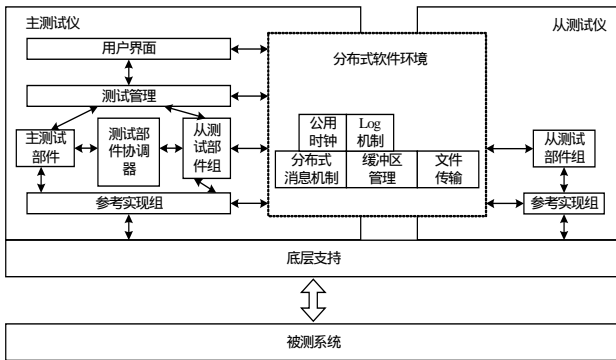 主测试仪
从测试仪
用户界面
分布式软件环境
测试管理
公用
时钟
Log
机制
主测试
部件
测试部
件协调
器
从测
试部
件组
分布式
消息机制
缓冲区
管理
文件
传输
从测试
部件组
参考实现组
参考实现组
底层支持
被测系统